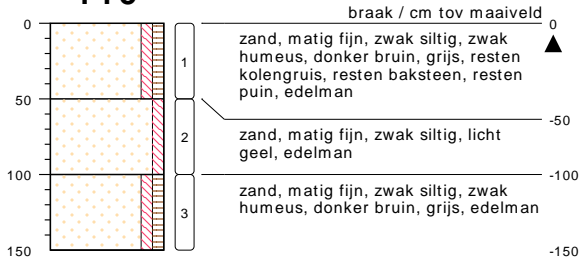 braak / cm tov maaiveld
0
0
zand, matig fijn, zwak siltig, zwak
humeus, donker bruin, grijs, resten
kolengruis, resten baksteen, resten
puin, edelman
1
50
-50
zand, matig fijn, zwak siltig, licht
geel, edelman
2
100
-100
zand, matig fijn, zwak siltig, zwak
humeus, donker bruin, grijs, edelman
3
150
-150